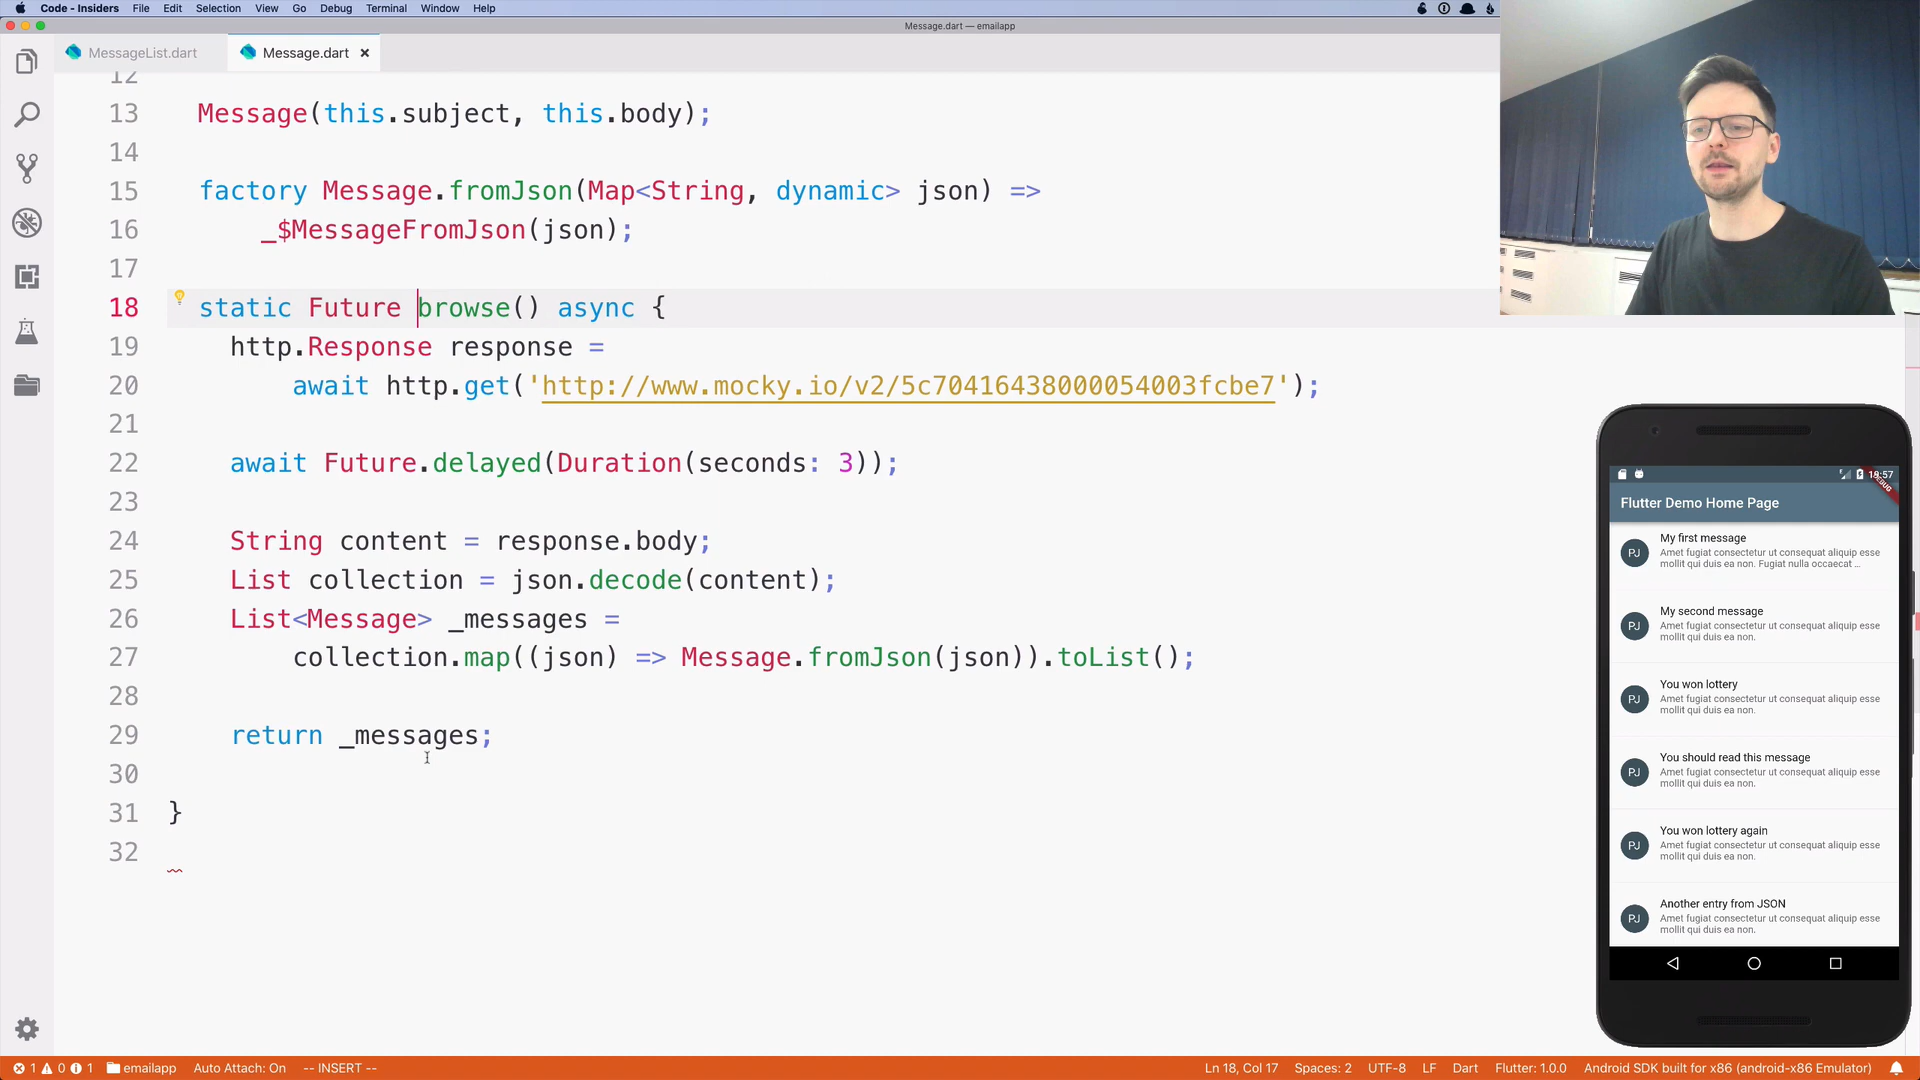 Code - Insiders File Edit Selection View Go Debug Terminal Window Help
Message.dart — emailapp
MessageList.dart
Message.dart
12
13 Message(this.subject, this.body);
14
15 factory Message.fromJson(Map<String, dynamic> json) =>
16 _$MessageFromJson(json);
17
18 static Future browse() async {
19 http.Response response =
20 await http.get('http://www.mocky.io/v2/5c70416438000054003fcbe7');
21
22 await Future.delayed(Duration(seconds: 3));
23
24 String content = response.body;
25 List collection = json.decode(content);
26 List<Message> _messages =
27 collection.map((json) => Message.fromJson(json)).toList();
28
29 return _messages;
30
31 }
32
18:57
DEBUG
Flutter Demo Home Page
PJ
My first message
Amet fugiat consectetur ut consequat aliquip esse
mollit qui duis ea non. Fugiat nulla occaecat ...
PJ
My second message
Amet fugiat consectetur ut consequat aliquip esse
mollit qui duis ea non.
PJ
You won lottery
Amet fugiat consectetur ut consequat aliquip esse
mollit qui duis ea non.
PJ
You should read this message
Amet fugiat consectetur ut consequat aliquip esse
mollit qui duis ea non.
PJ
You won lottery again
Amet fugiat consectetur ut consequat aliquip esse
mollit qui duis ea non.
PJ
Another entry from JSON
Amet fugiat consectetur ut consequat aliquip esse
mollit qui duis ea non.
1 0 1 emailapp Auto Attach: On -- INSERT -- Ln 18, Col 17 Spaces: 2 UTF-8 LF Dart Flutter: 1.0.0 Android SDK built for x86 (android-x86 Emulator)